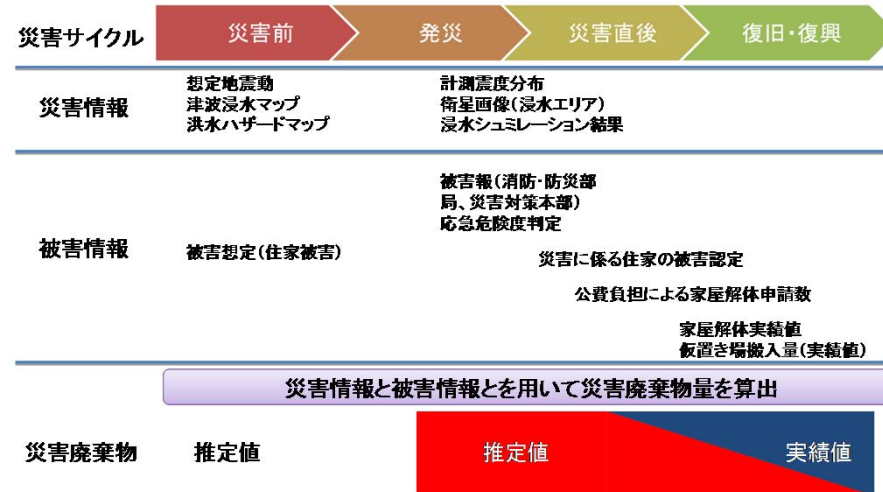 災害サイクル
災害前
発災
災害直後
復旧・復興
災害情報
想定地震動
津波浸水マップ
洪水ハザードマップ
計測震度分布
衛星画像(浸水エリア)
浸水シュミレーション結果
被害情報
被害想定(住家被害)
被害報(消防・防災部
局、災害対策本部)
応急危険度判定
災害に係る住家の被害認定
公費負担による家屋解体申請数
家屋解体実績値
仮置き場搬入量(実績値)
災害情報と被害情報とを用いて災害廃棄物量を算出
災害廃棄物
推定値
推定値
実績値